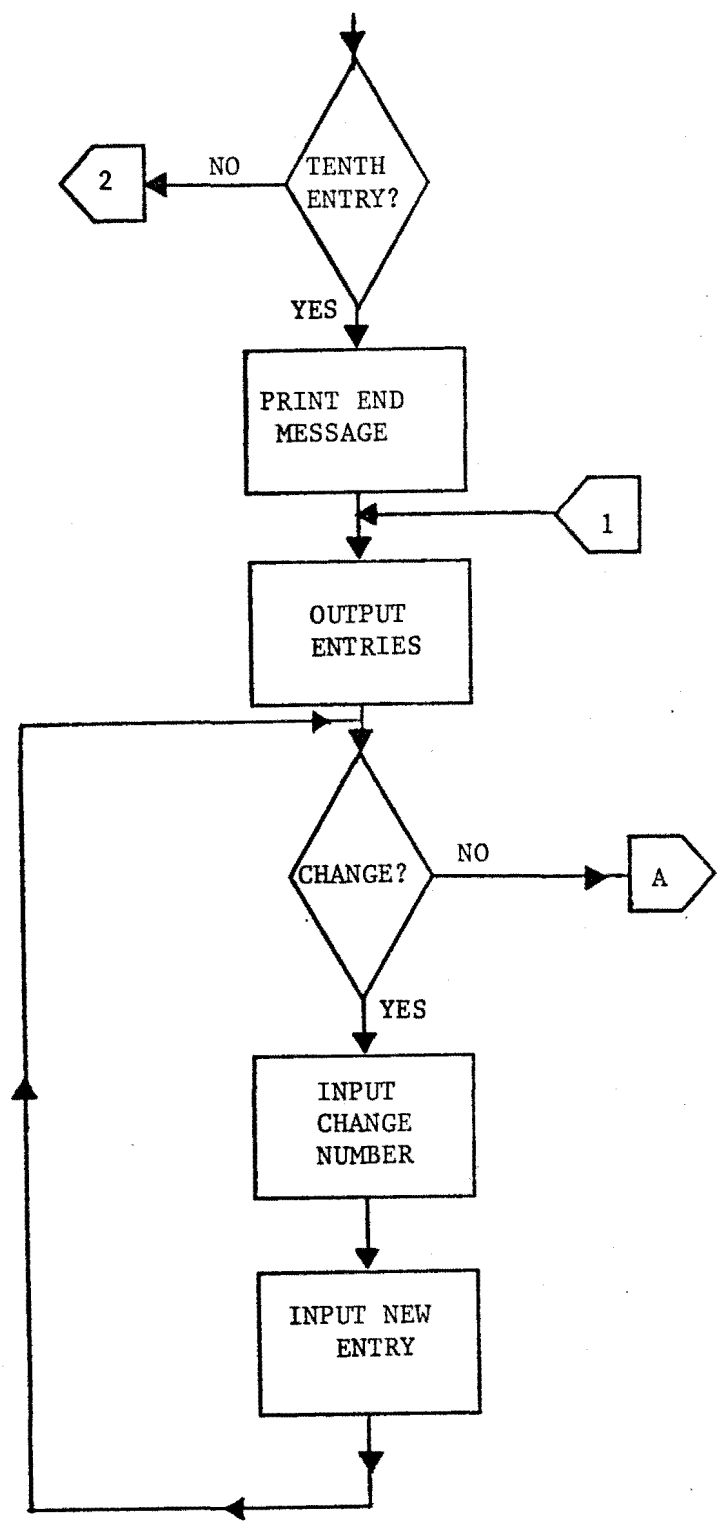 NO
2
TENTH
ENTRY?
YES
PRINT END
MESSAGE
1
OUTPUT
ENTRIES
CHANGE?
NO
A
YES
INPUT
CHANGE
NUMBER
INPUT NEW
ENTRY